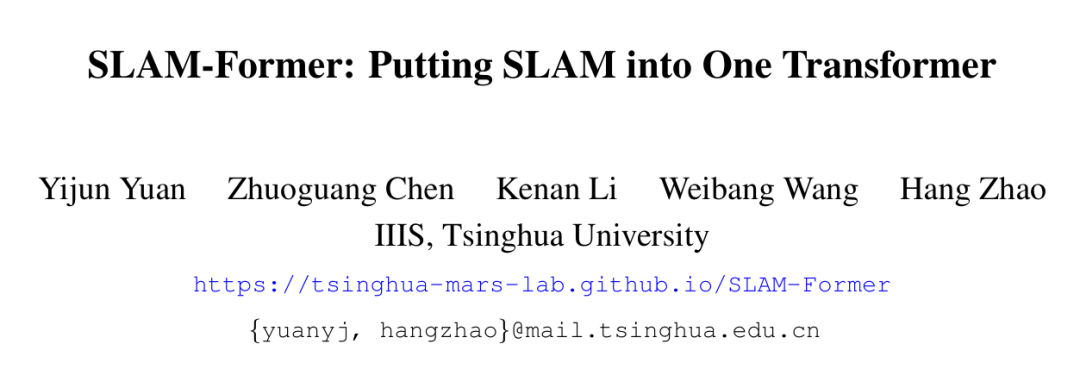 SLAM-Former: Putting SLAM into One Transformer
Yijun Yuan Zhuoguang Chen Kenan Li Weibang Wang Hang Zhao
IIIS, Tsinghua University
https://tsinghua-mars-lab.github.io/SLAM-Former
{yuanyj, hangzhao}@mail.tsinghua.edu.cn